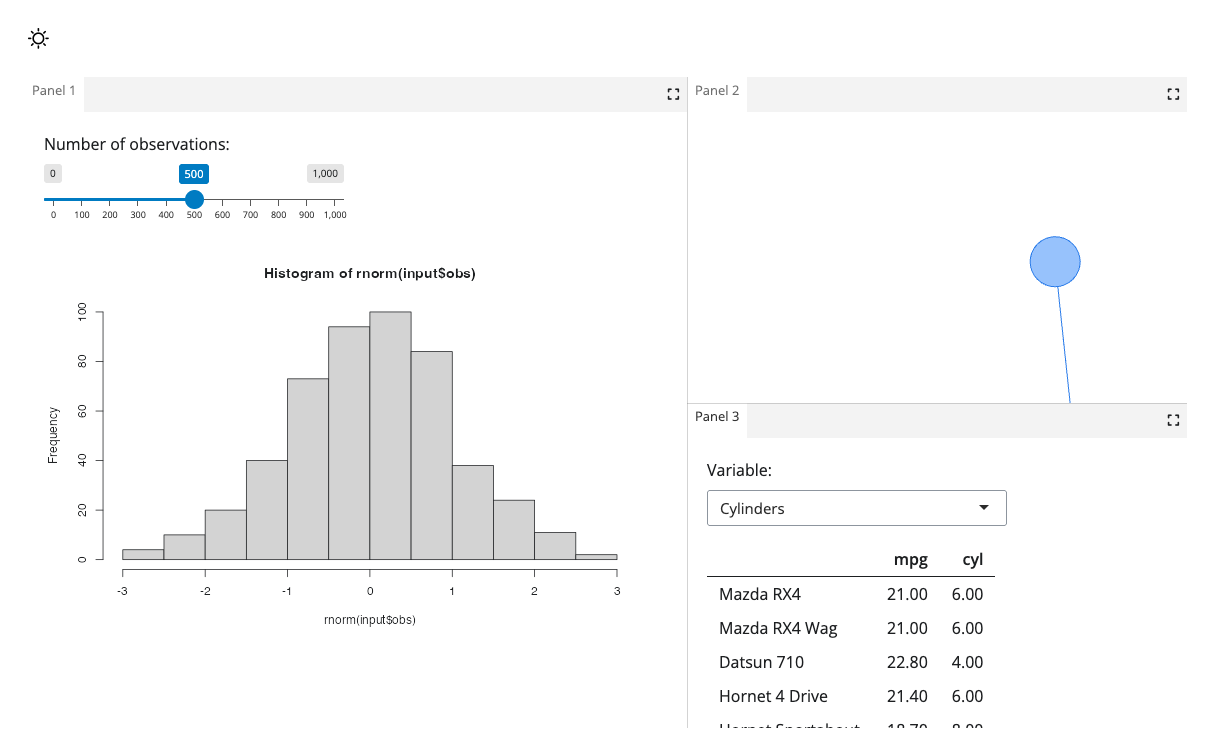 Panel 1
Number of observations:
0 500 1,000
0 100 200 300 400 500 600 700 800 900 1,000
Histogram of rnorm(input$obs)
Frequency
0 20 40 60 80 100
-3 -2 -1 0 1 2 3
rnorm(input$obs)
Panel 2
Panel 3
Variable:
Cylinders
mpg cyl
Mazda RX4 21.00 6.00
Mazda RX4 Wag 21.00 6.00
Datsun 710 22.80 4.00
Hornet 4 Drive 21.40 6.00
Hornet Sportabout 18.70 8.00